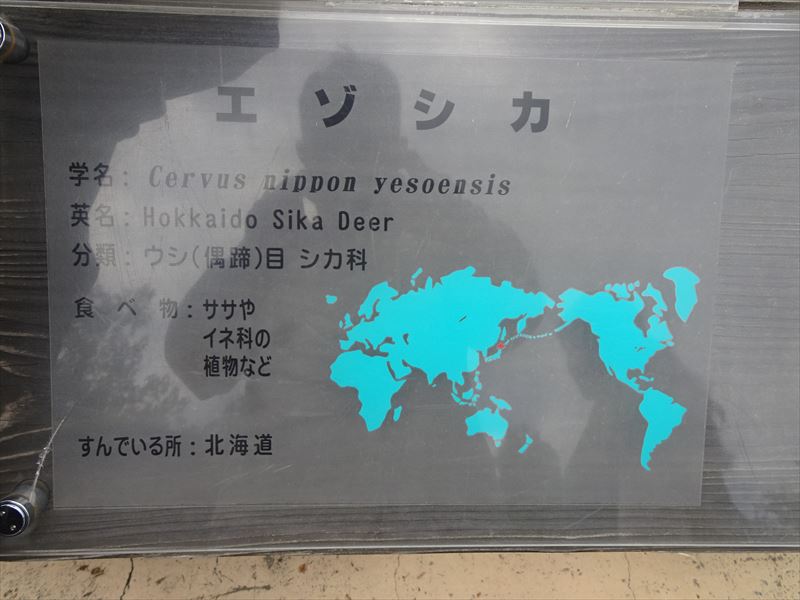 エゾシカ
学名: Cervus nippon yesoensis
英名: Hokkaido Sika Deer
分類: ウシ(偶蹄)目 シカ科
食べ物: ササや
イネ科の
植物など
すんでいる所: 北海道